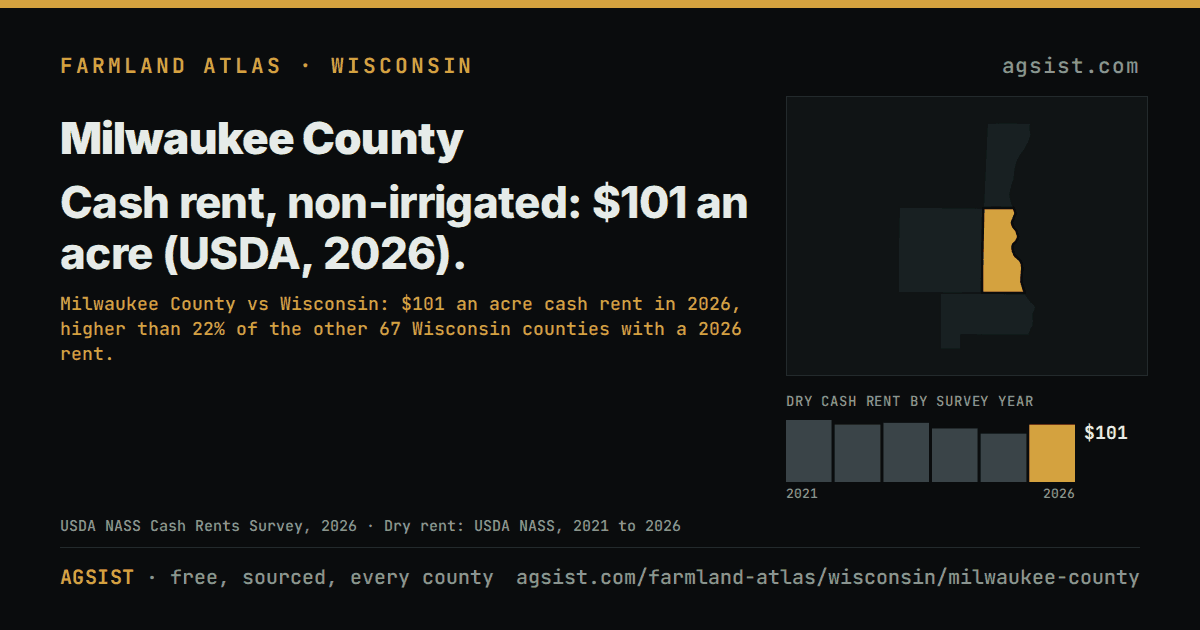 FARMLAND ATLAS · WISCONSIN
agsist.com
Milwaukee County
Cash rent, non-irrigated: $101 an
acre (USDA, 2026).
Milwaukee County vs Wisconsin: $101 an acre cash rent in 2026,
higher than 22% of the other 67 Wisconsin counties with a 2026
rent.
DRY CASH RENT BY SURVEY YEAR
$101
2021
2026
USDA NASS Cash Rents Survey, 2026 · Dry rent: USDA NASS, 2021 to 2026
AGSIST · free, sourced, every county
agsist.com/farmland-atlas/wisconsin/milwaukee-county